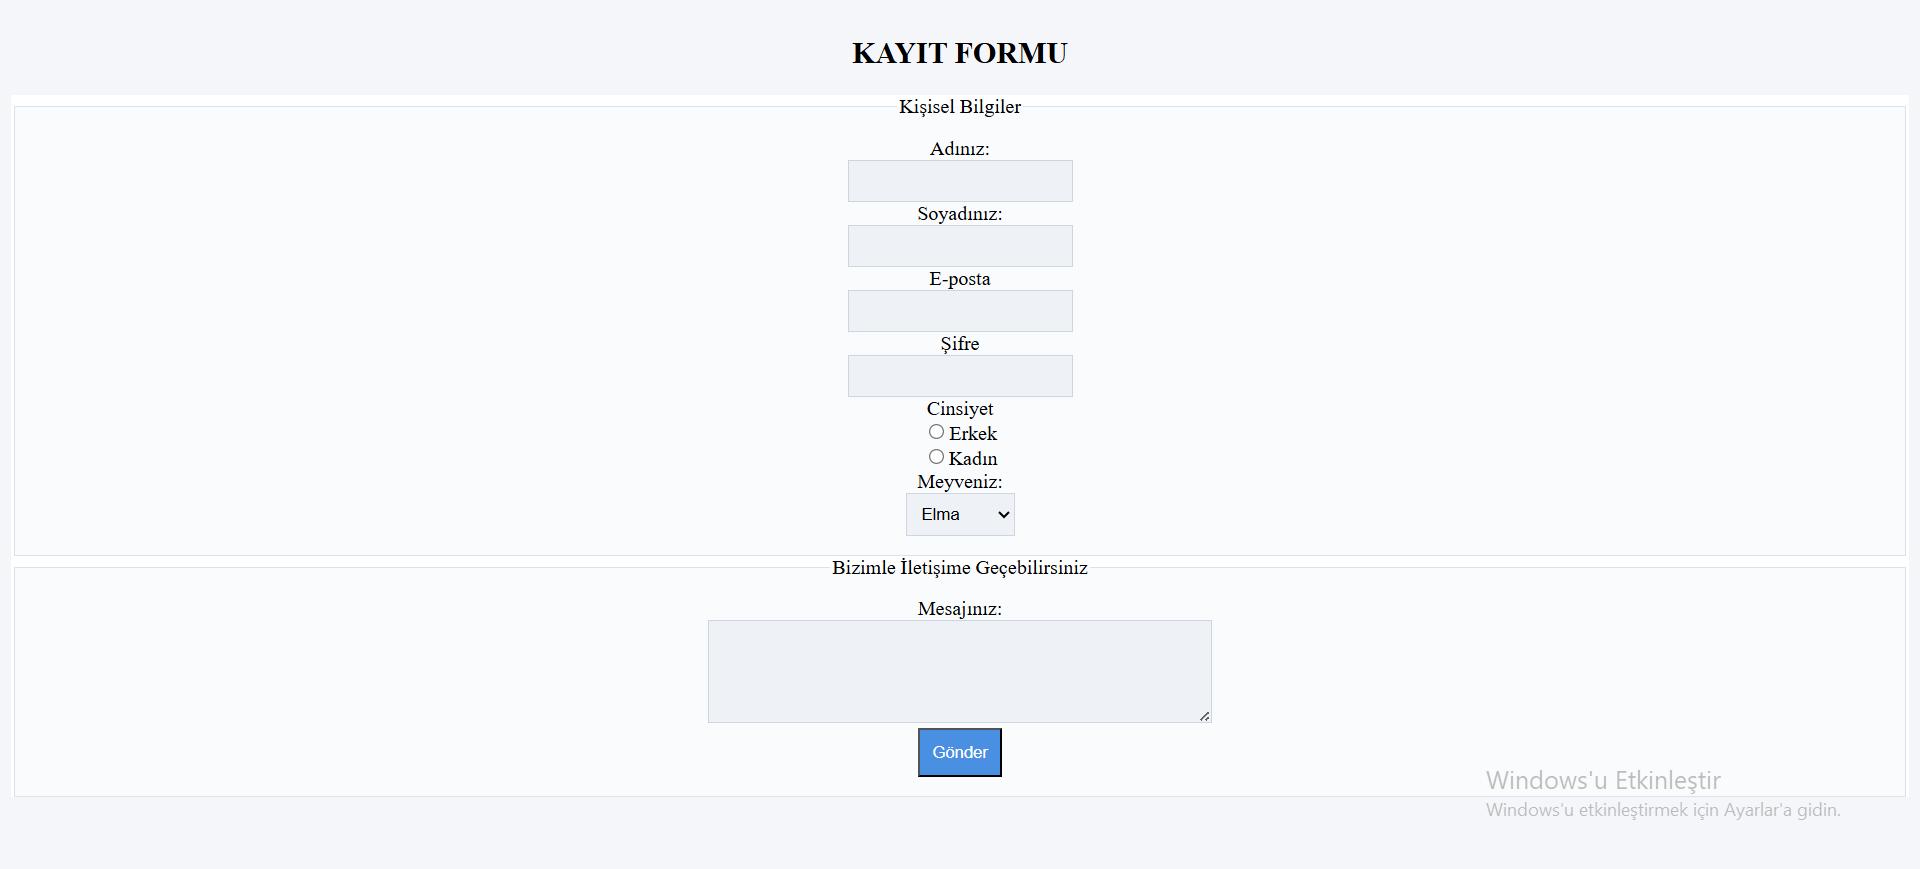 KAYIT FORMU
Kişisel Bilgiler
Adınız:
Soyadınız:
E-posta
Şifre
Cinsiyet
Erkek
Kadın
Meyveniz:
Elma
Bizimle İletişime Geçebilirsiniz
Mesajınız:
Gönder
Windows'u Etkinleştir
Windows'u etkinleştirmek için Ayarlar'a gidin.